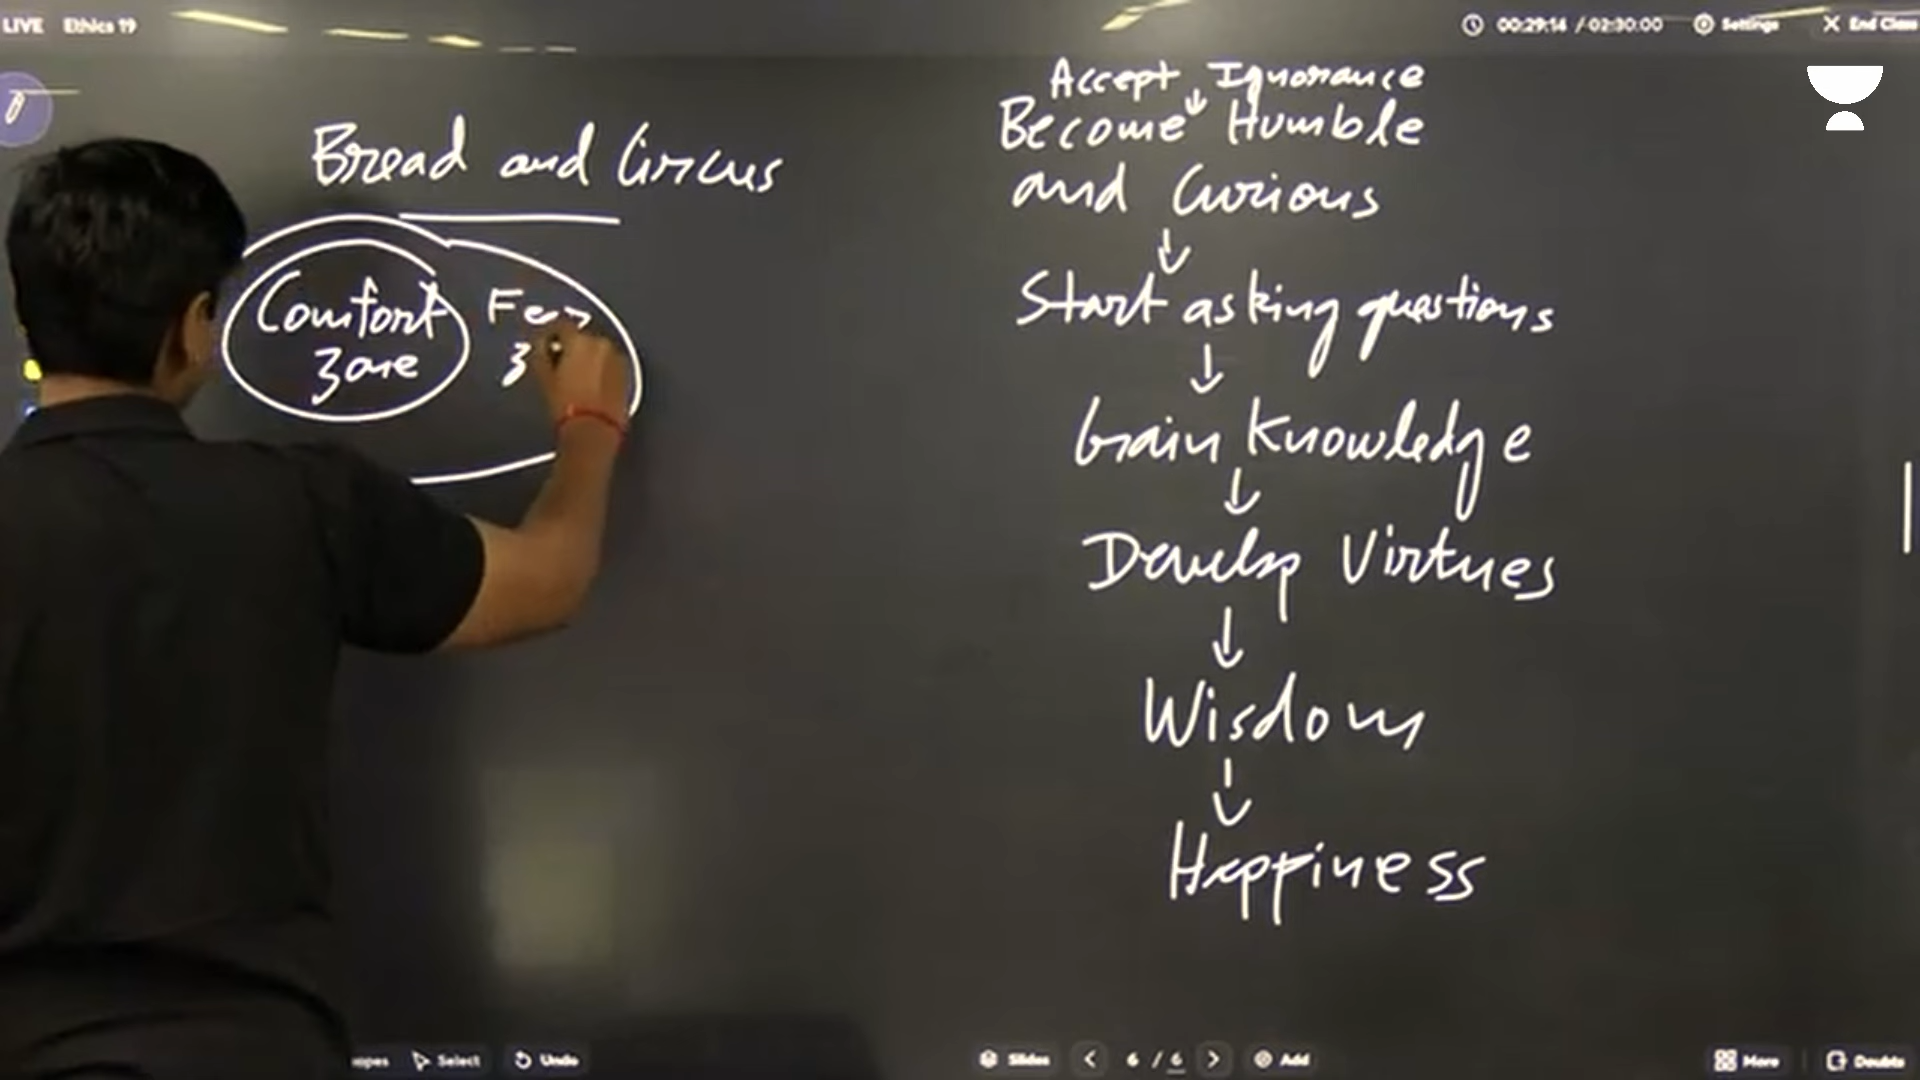 LIVE Ethics 19
00:29:14 / 02:30:00 Settings X End Class
Bread and Circus
Comfort
Zone
Fear
Accept Ignorance
Become Humble
and Curious
Start asking questions
Gain Knowledge
Develop Virtues
Wisdom
Happiness
Select Undo
Slides < 6 / 6 > Add
More Doubts